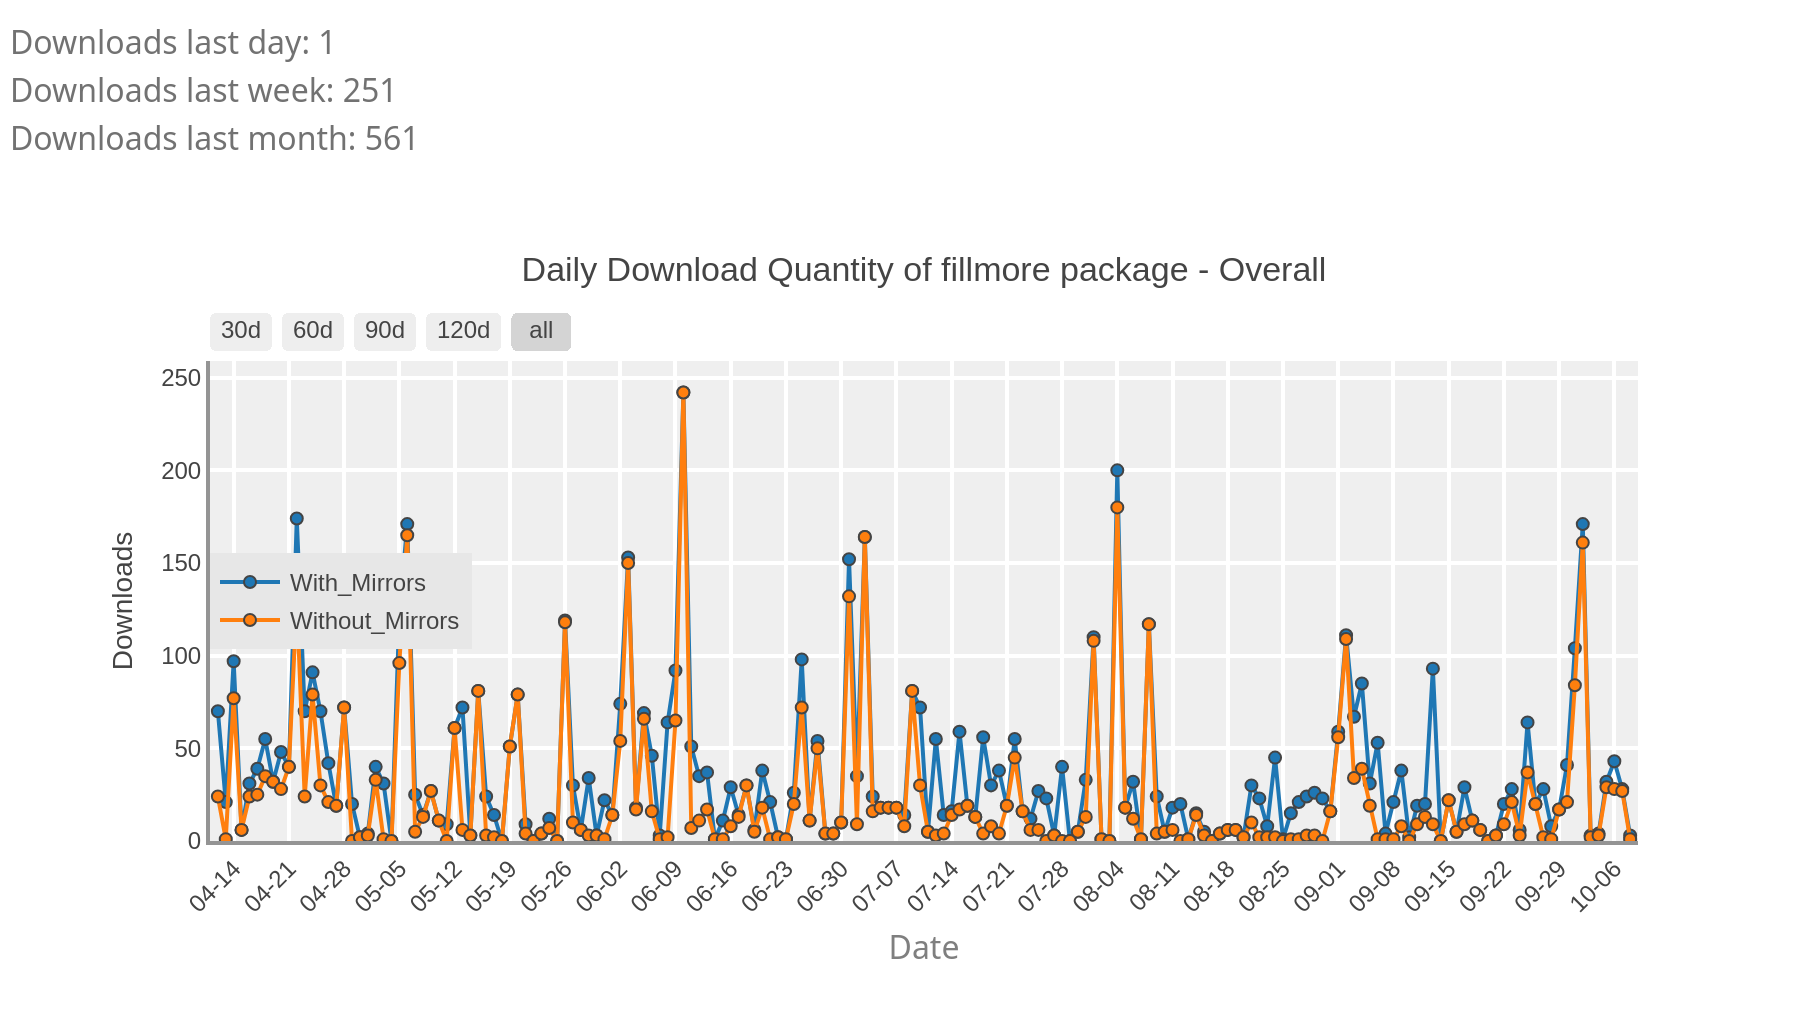 Downloads last day: 1
Downloads last week: 251
Downloads last month: 561
Daily Download Quantity of fillmore package - Overall
30d 60d 90d 120d all
250
200
150
100
50
0
Downloads
With_Mirrors
Without_Mirrors
04-14 04-21 04-28 05-05 05-12 05-19 05-26 06-02 06-09 06-16 06-23 06-30 07-07 07-14 07-21 07-28 08-04 08-11 08-18 08-25 09-01 09-08 09-15 09-22 09-29 10-06
Date